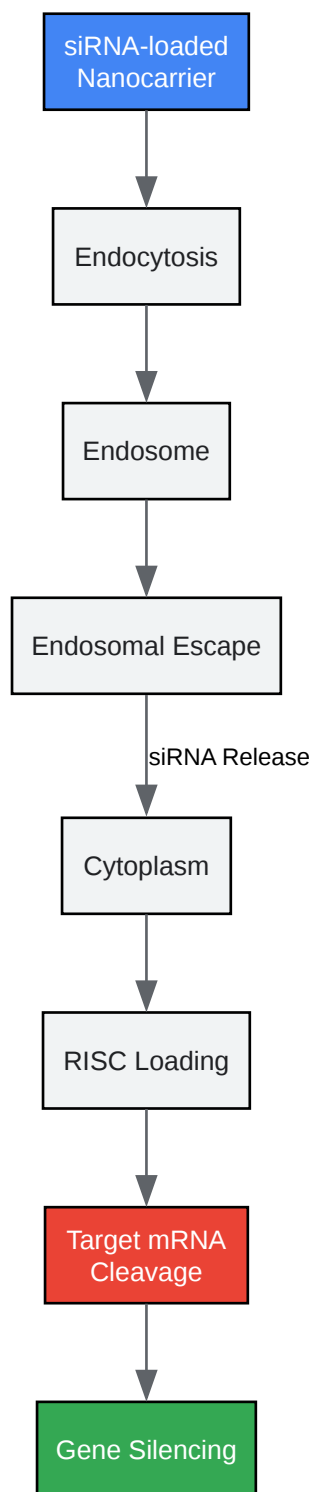 siRNA-loaded
Nanocarrier
Endocytosis
Endosome
Endosomal Escape
siRNA Release
Cytoplasm
RISC Loading
Target mRNA
Cleavage
Gene Silencing